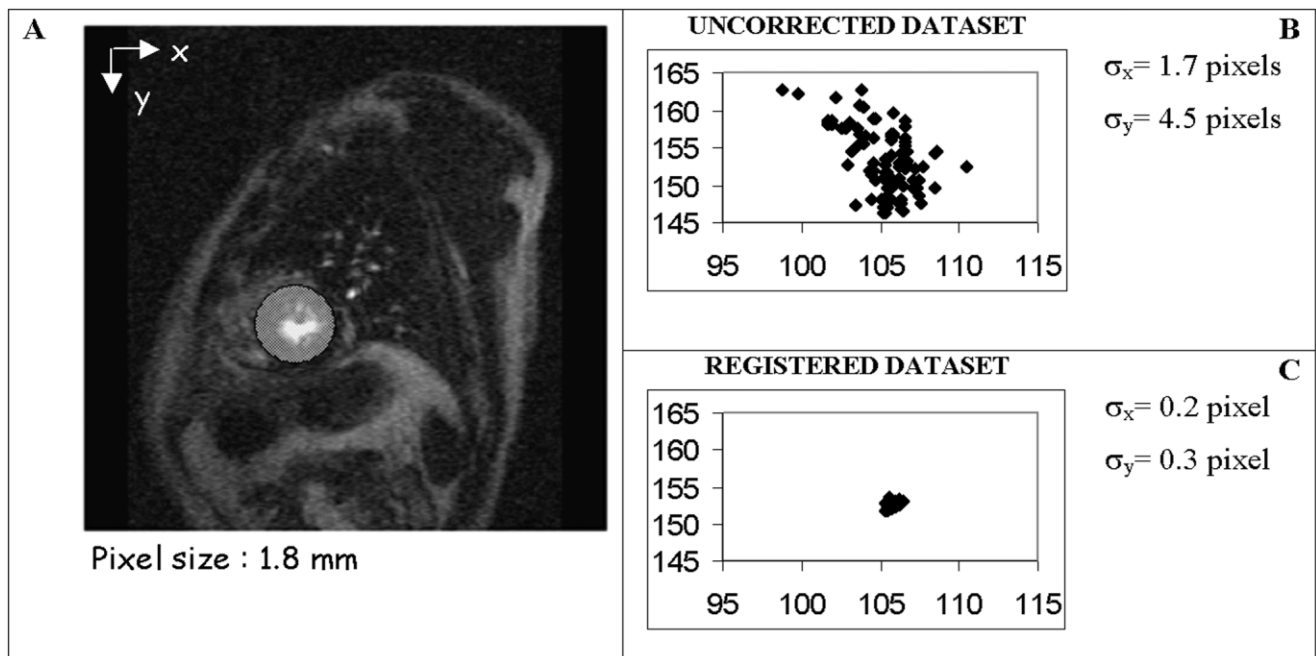 A
x
y
Pixel size : 1.8 mm
UNCORRECTED DATASET
B
165
160
155
150
145
95 100 105 110 115
σx= 1.7 pixels
σy= 4.5 pixels
REGISTERED DATASET
C
165
160
155
150
145
95 100 105 110 115
σx= 0.2 pixel
σy= 0.3 pixel